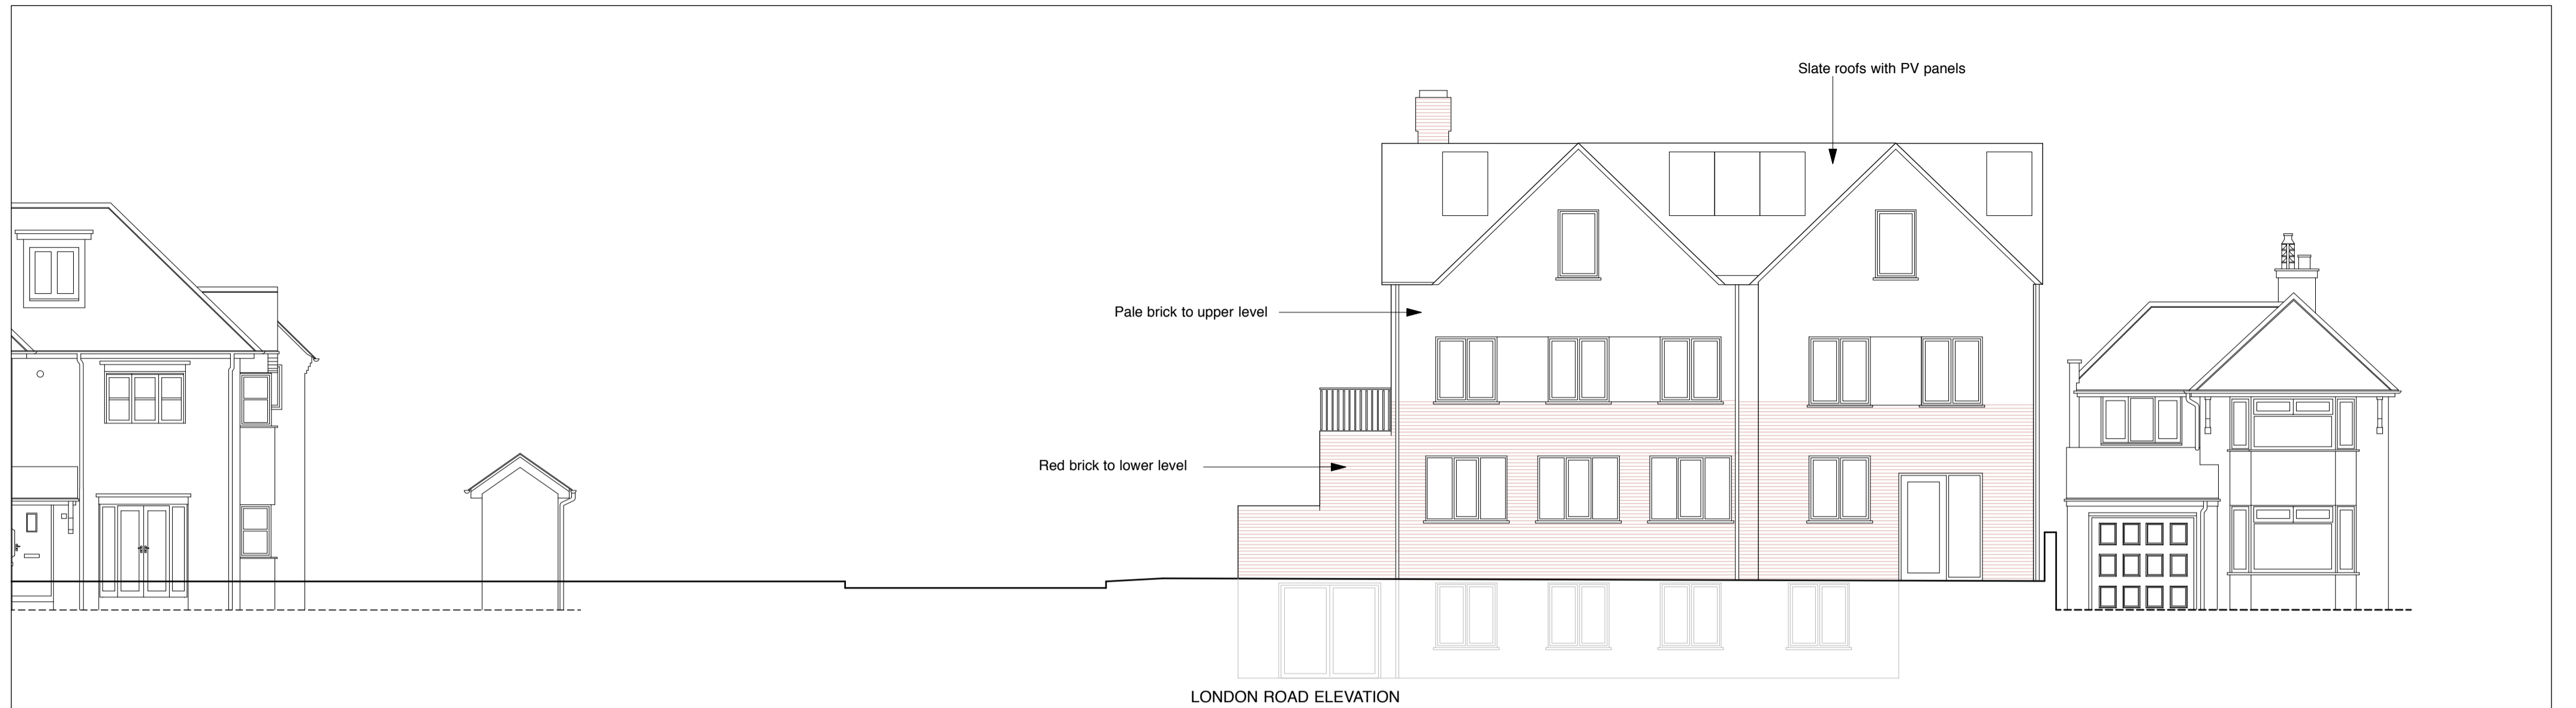 Slate roofs with PV panels
Pale brick to upper level
Red brick to lower level
LONDON ROAD ELEVATION